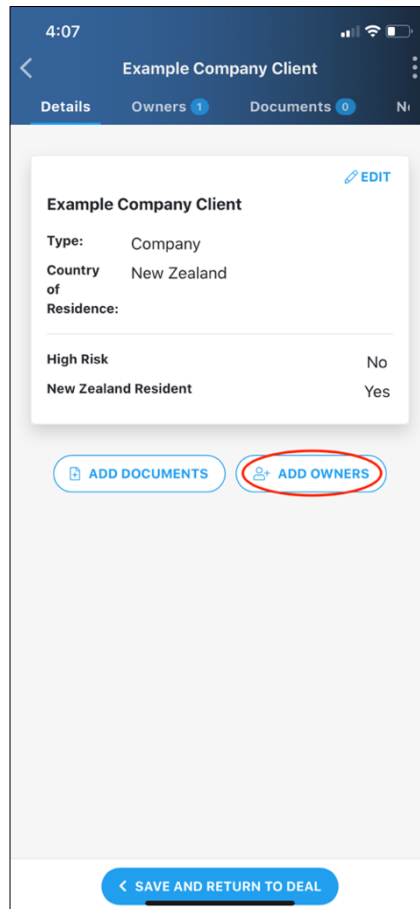 4:07
Example Company Client
Details Owners 1 Documents 0
EDIT
Example Company Client
Type: Company
Country of Residence: New Zealand
High Risk No
New Zealand Resident Yes
ADD DOCUMENTS ADD OWNERS
SAVE AND RETURN TO DEAL